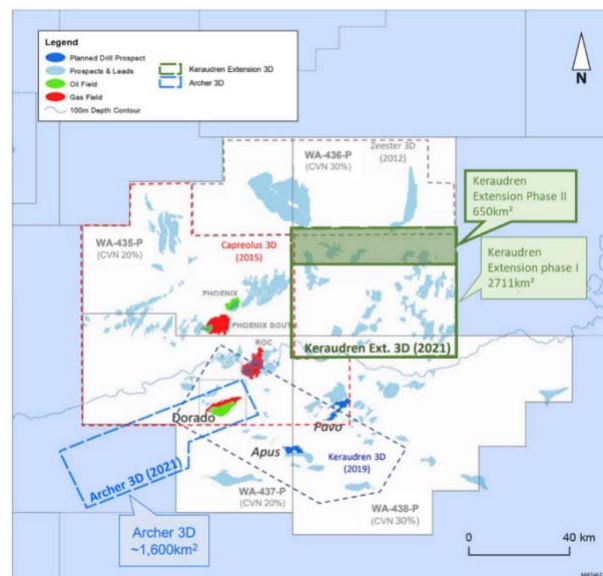 Legend
Planned Drill Prospect
Prospects & Leads
Oil Field
Gas Field
100m Depth Contour
Keraudren Extension 3D
Archer 3D
N
WA-436-P
(CVN 30%)
Zeester 3D
(2012)
Keraudren
Extension Phase II
650km²
WA-435-P
(CVN 20%)
Capreolus 3D
(2015)
Keraudren
Extension phase I
2711km²
PHOENIX
PHOENIX SOUTH
ROC
Keraudren Ext. 3D (2021)
Dorado
Pavo
Apus
Keraudren 3D
(2019)
Archer 3D (2021)
WA-437-P
(CVN 20%)
WA-438-P
(CVN 30%)
Archer 3D
~1,600km²
0
40 km